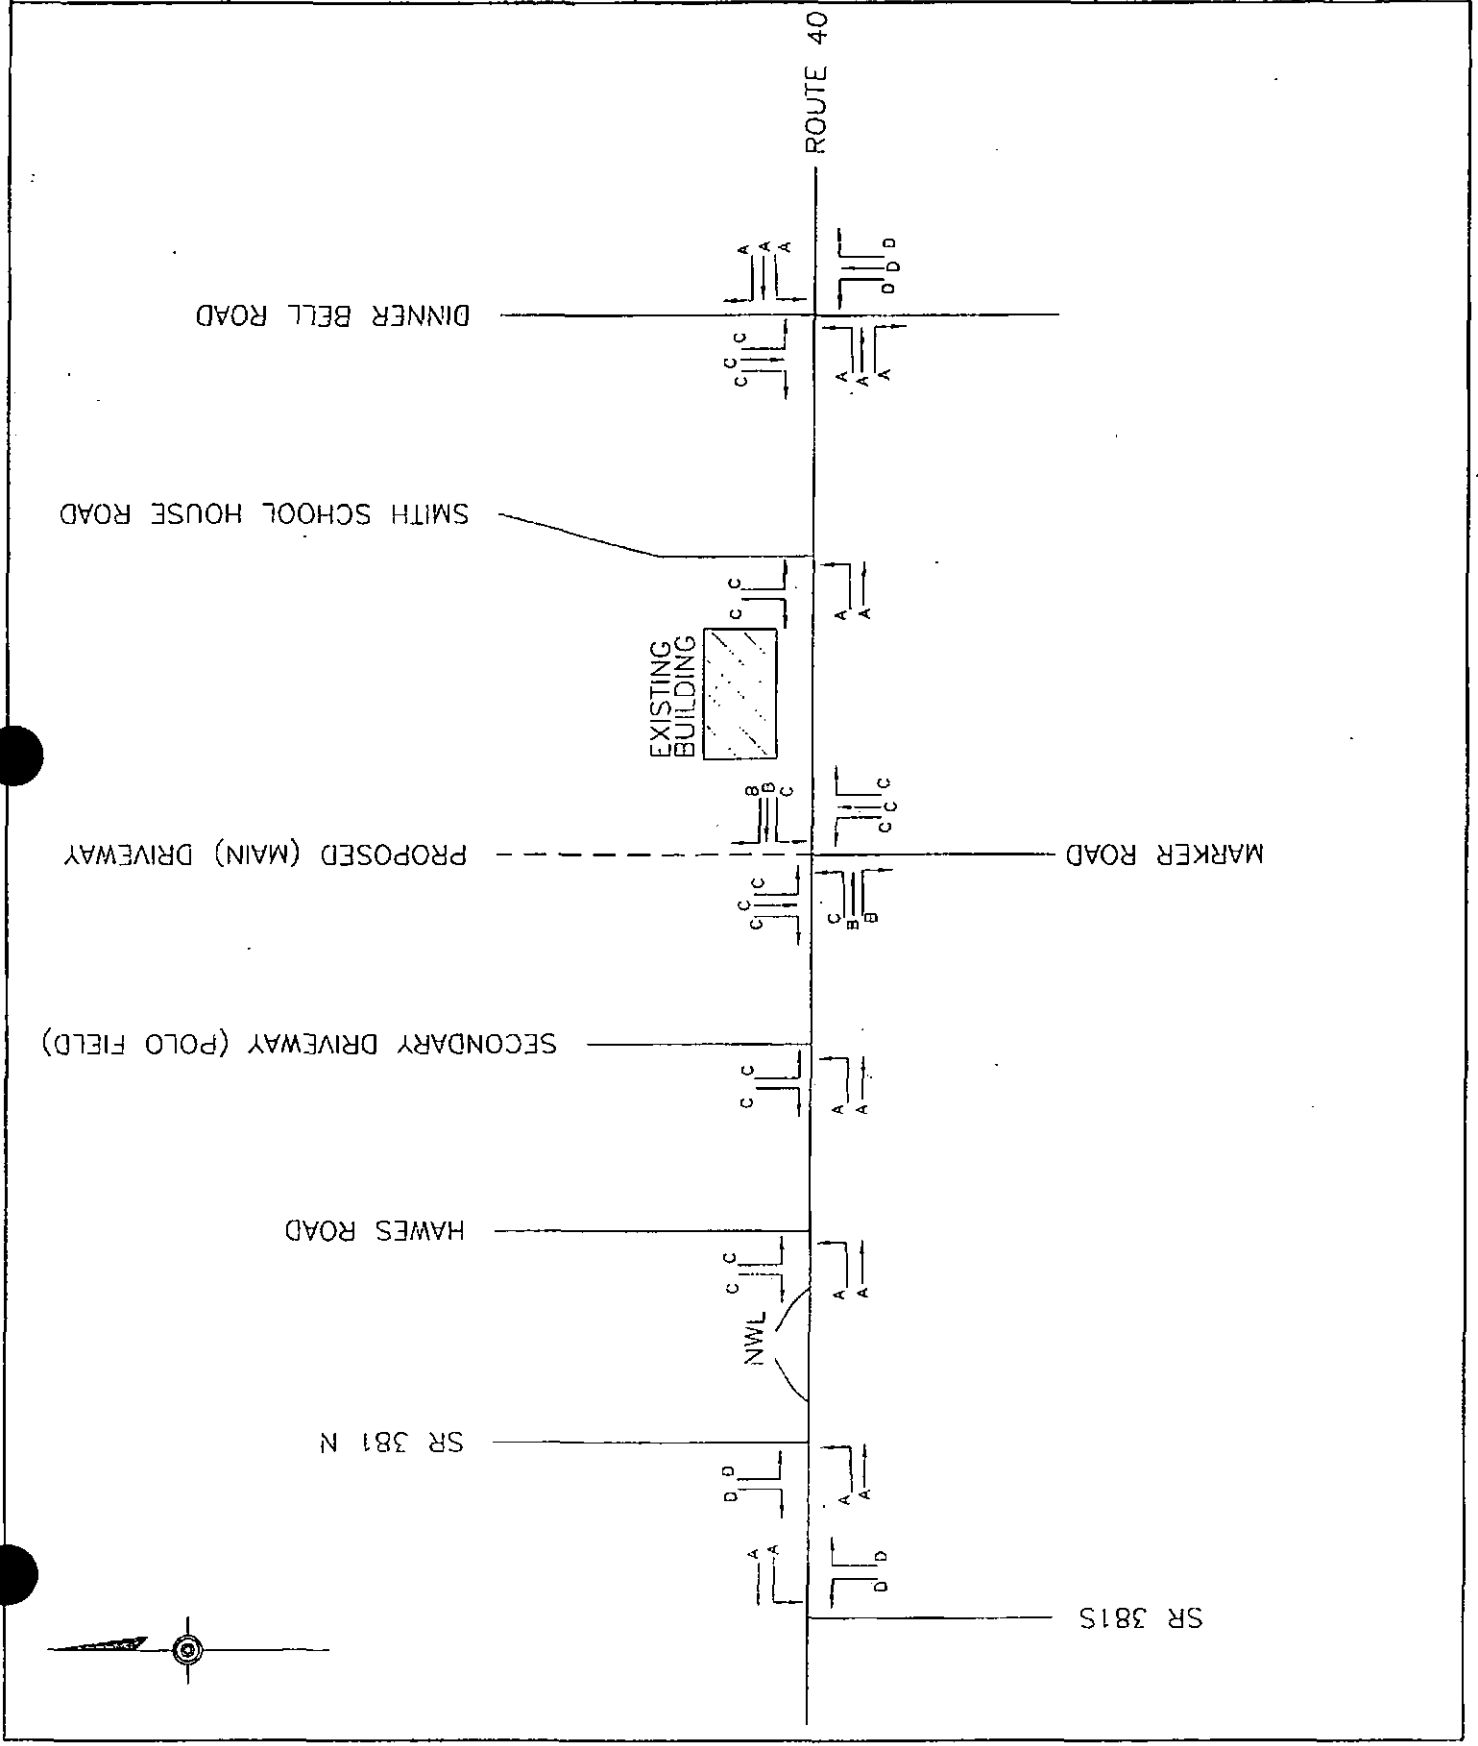 ROUTE 40
DINNER BELL ROAD
A
A
A
C
C
C
D
D
D
A
A
A
SMITH SCHOOL HOUSE ROAD
C
C
A
A
EXISTING
BUILDING
PROPOSED (MAIN) DRIVEWAY
B
B
C
C
C
C
C
C
C
C
B
B
MARKER ROAD
SECONDARY DRIVEWAY (POLO FIELD)
C
C
A
A
HAWES ROAD
C
C
A
A
NWL
SR 381 N
D
D
A
A
A
A
D
D
SR 381S